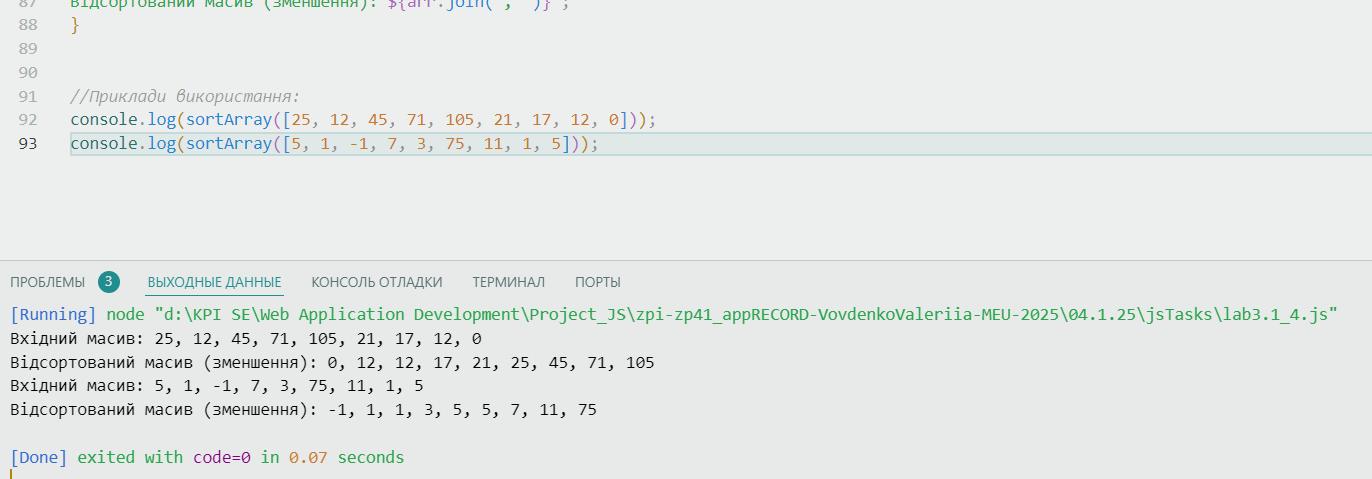 87 Відсортований масив (зменшення): ${arr.join(', ')}`;
88 }
89
90
91 //Приклади використання:
92 console.log(sortArray([25, 12, 45, 71, 105, 21, 17, 12, 0]));
93 console.log(sortArray([5, 1, -1, 7, 3, 75, 11, 1, 5]));
ПРОБЛЕМЫ 3 ВЫХОДНЫЕ ДАННЫЕ КОНСОЛЬ ОТЛАДКИ ТЕРМИНАЛ ПОРТЫ
[Running] node "d:\KPI SE\Web Application Development\Project_JS\zpi-zp41_appRECORD-VovdenkoValeriia-MEU-2025\04.1.25\jsTasks\lab3.1_4.js"
Вхідний масив: 25, 12, 45, 71, 105, 21, 17, 12, 0
Відсортований масив (зменшення): 0, 12, 12, 17, 21, 25, 45, 71, 105
Вхідний масив: 5, 1, -1, 7, 3, 75, 11, 1, 5
Відсортований масив (зменшення): -1, 1, 1, 3, 5, 5, 7, 11, 75
[Done] exited with code=0 in 0.07 seconds